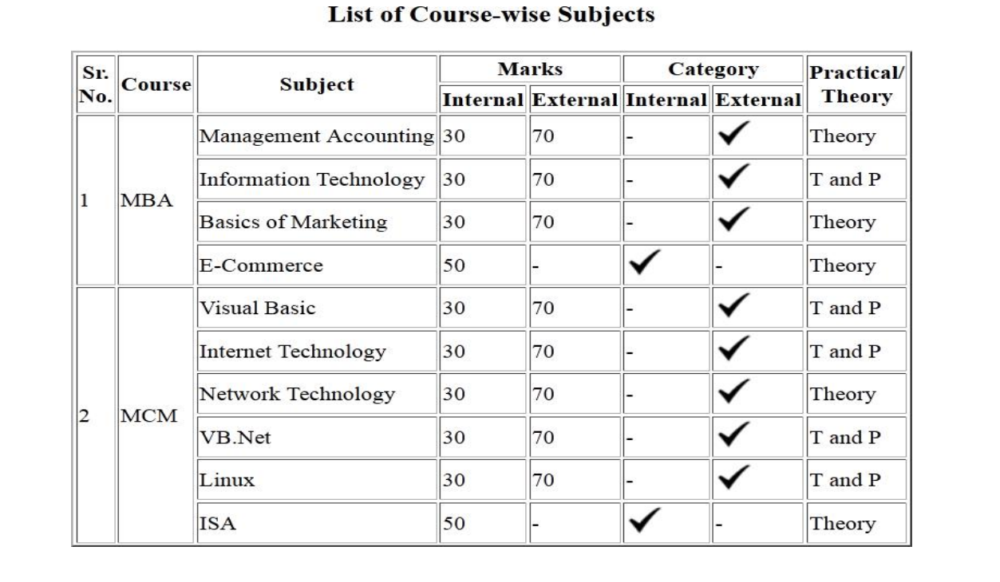 List of Course-wise Subjects
Sr. No. Course Subject Marks Category Practical/ Theory
Internal External Internal External
1 MBA Management Accounting 30 70 - ✔ Theory
Information Technology 30 70 - ✔ T and P
Basics of Marketing 30 70 - ✔ Theory
E-Commerce 50 - ✔ - Theory
2 MCM Visual Basic 30 70 - ✔ T and P
Internet Technology 30 70 - ✔ T and P
Network Technology 30 70 - ✔ Theory
VB.Net 30 70 - ✔ T and P
Linux 30 70 - ✔ T and P
ISA 50 - ✔ - Theory